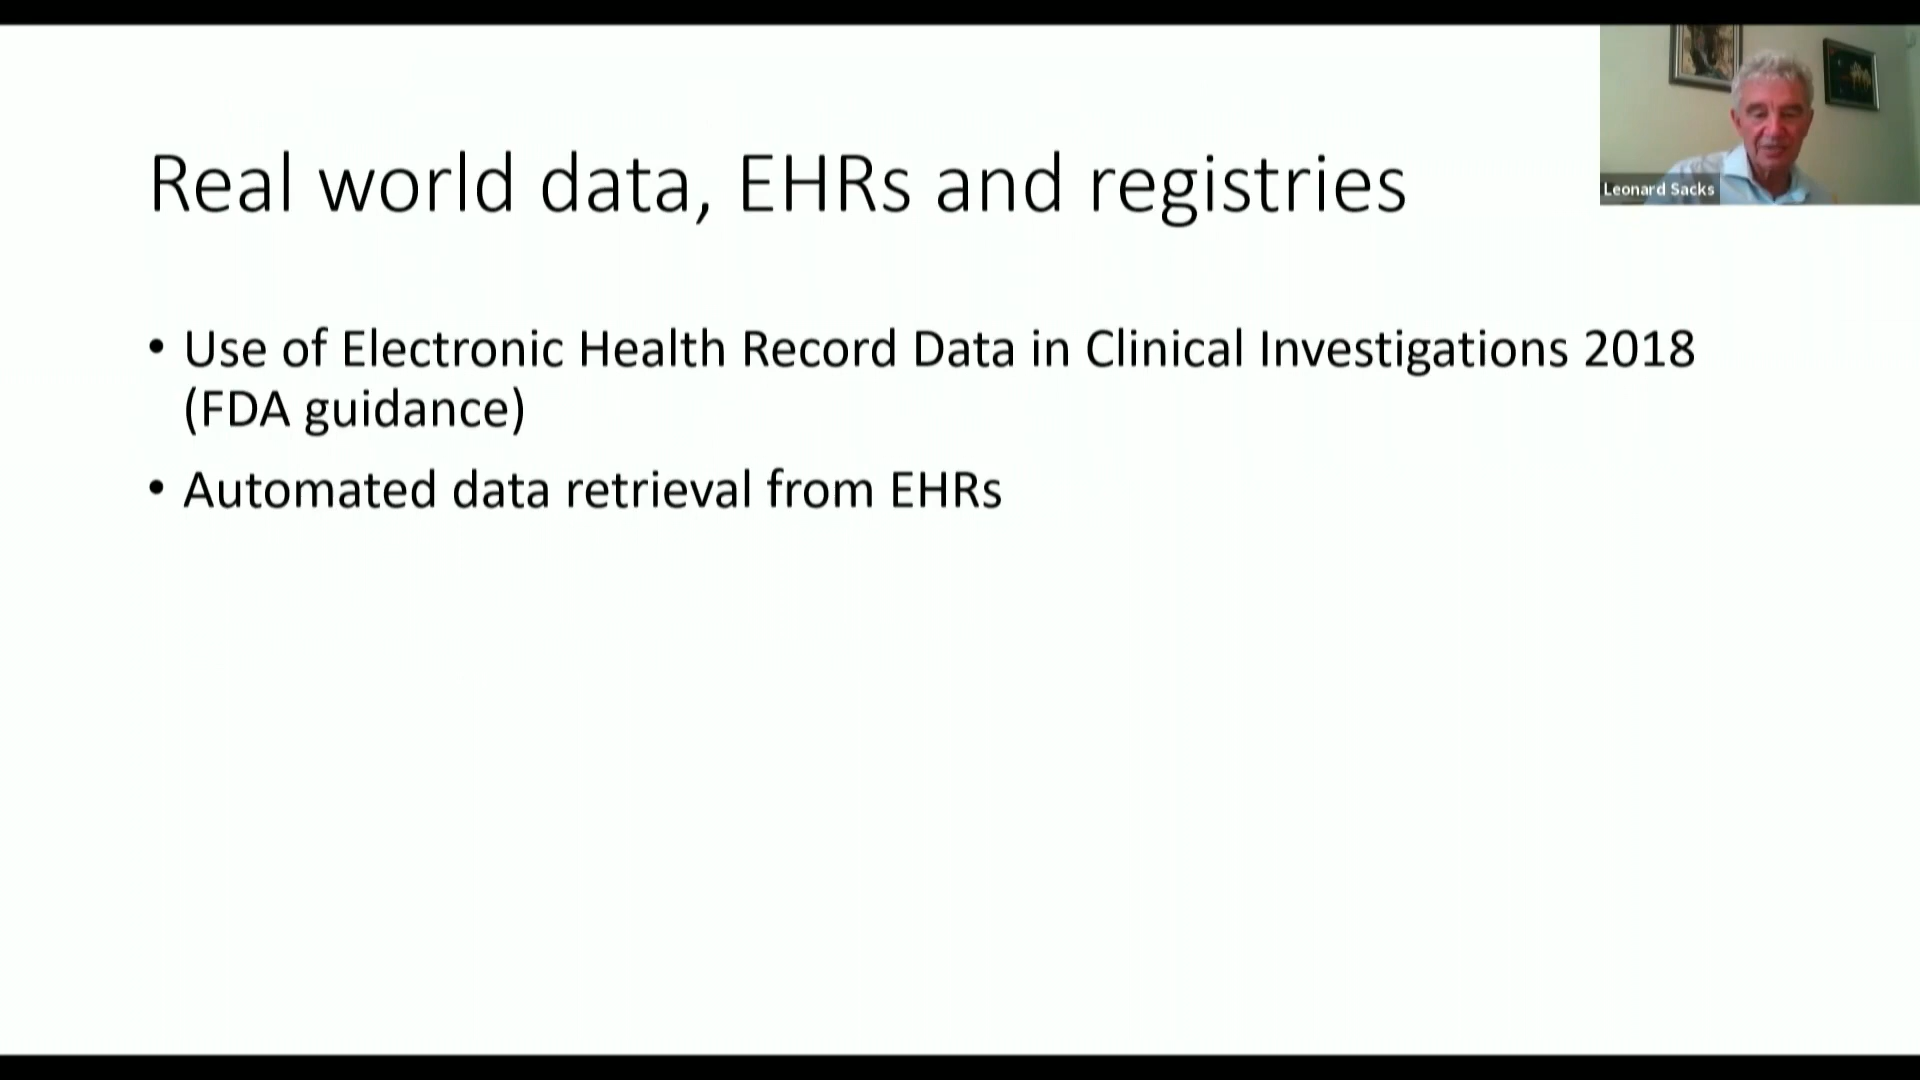 Real world data, EHRs and registries
Leonard Sacks
• Use of Electronic Health Record Data in Clinical Investigations 2018
(FDA guidance)
• Automated data retrieval from EHRs